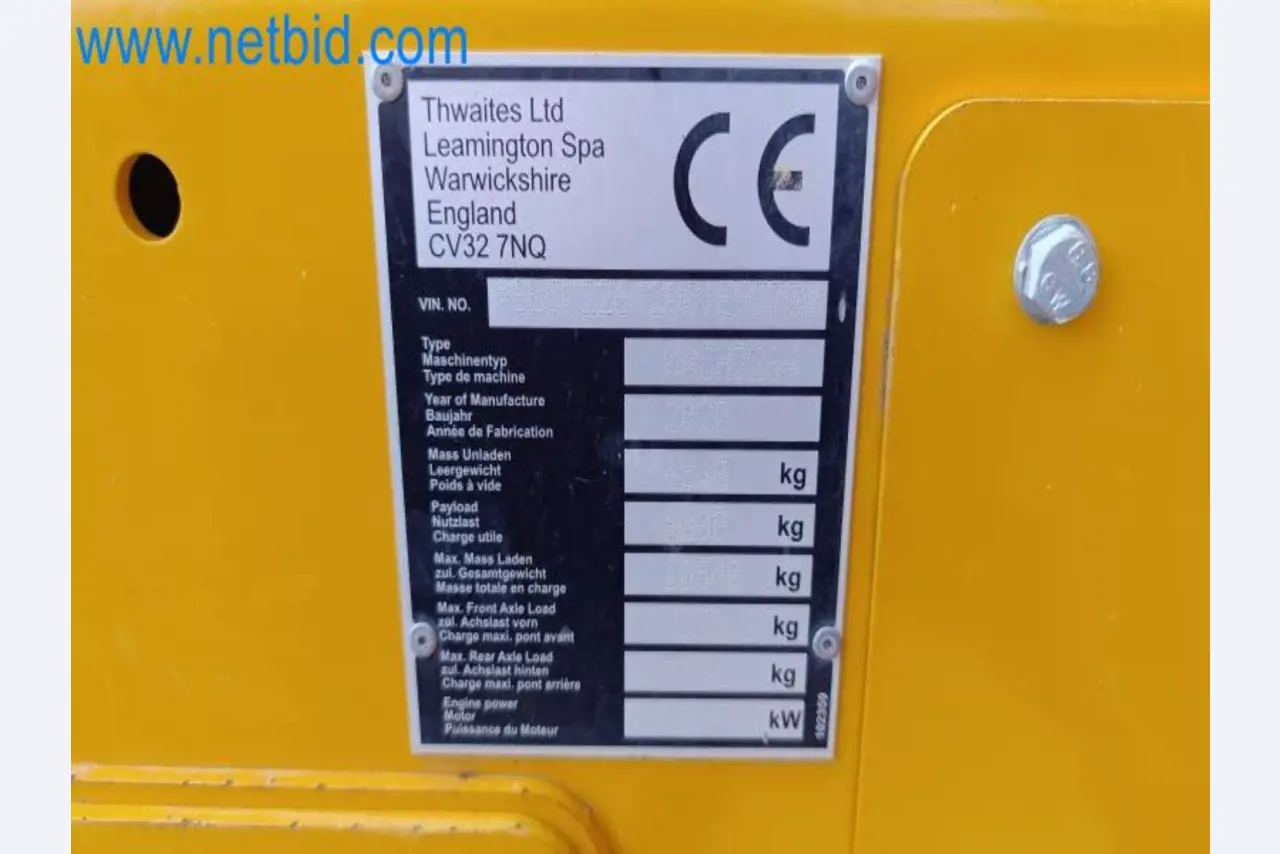 www.netbid.com
Thwaites Ltd
Leamington Spa
Warwickshire
England
CV32 7NQ
CE
VIN. NO.
Type
Maschinentyp
Type de machine
Year of Manufacture
Baujahr
Année de Fabrication
Mass Unladen
Leergewicht
Poids à vide
kg
Payload
Nutzlast
Charge utile
kg
Max. Mass Laden
zul. Gesamtgewicht
Masse totale en charge
kg
Max. Front Axle Load
zul. Achslast vorn
Charge maxi. pont avant
kg
Max. Rear Axle Load
zul. Achslast hinten
Charge maxi. pont arrière
kg
Engine power
Motor
Puissance du Moteur
kW
102359
8.8